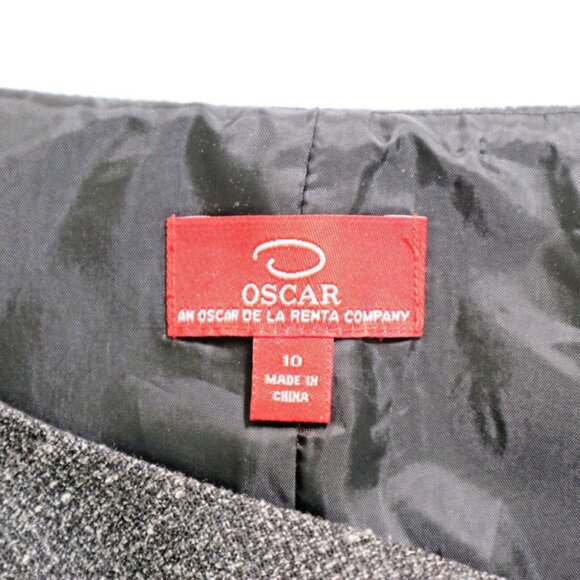 OSCAR
AN OSCAR DE LA RENTA COMPANY
10
MADE IN
CHINA